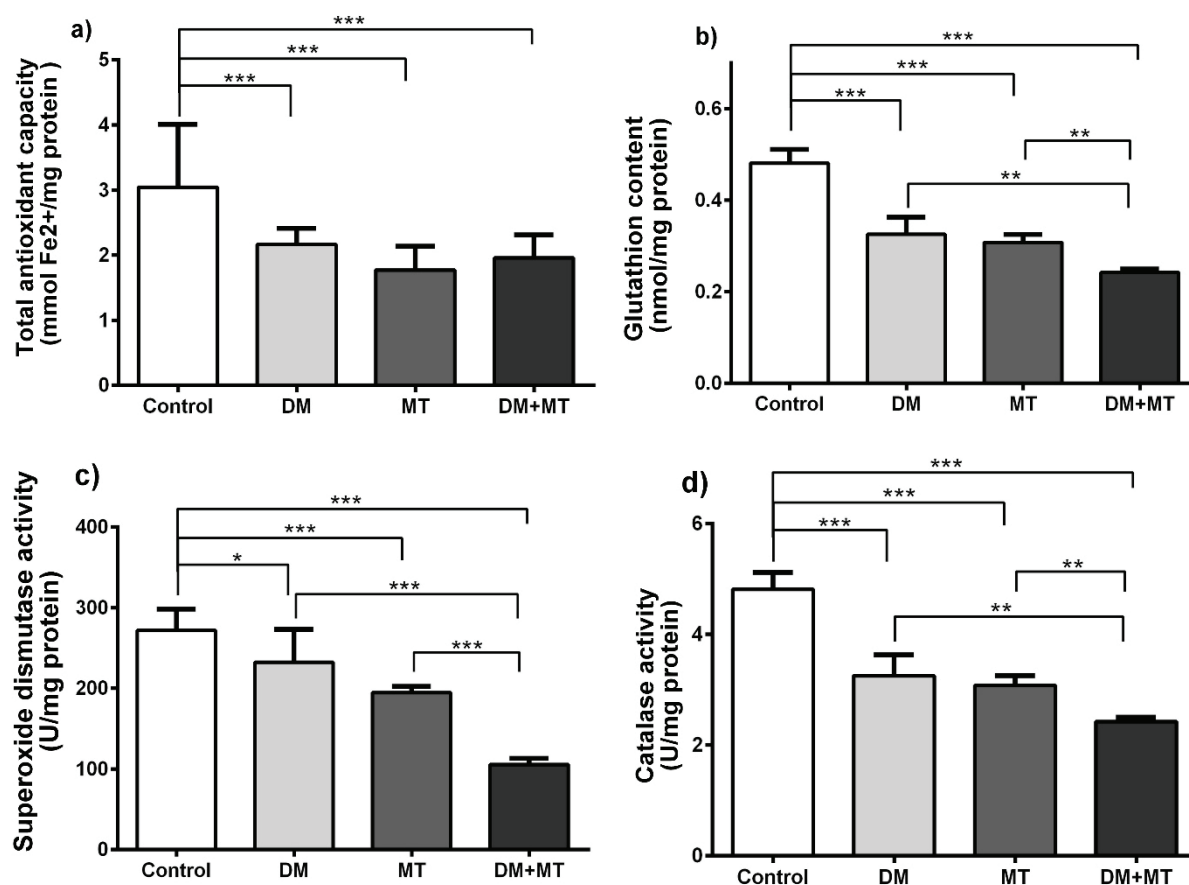 a)
Total antioxidant capacity
(mmol Fe2+/mg protein )
5
4
3
2
1
0
***
***
***
Control DM MT DM+MT
b)
Glutathion content
(nmol/mg protein)
0.6
0.4
0.2
0.0
***
***
***
**
**
Control DM MT DM+MT
c)
Superoxide dismutase activity
(U/mg protein)
400
300
200
100
0
***
***
*
***
***
Control DM MT DM+MT
d)
Catalase activity
(U/mg protein)
6
4
2
0
***
***
***
**
**
Control DM MT DM+MT